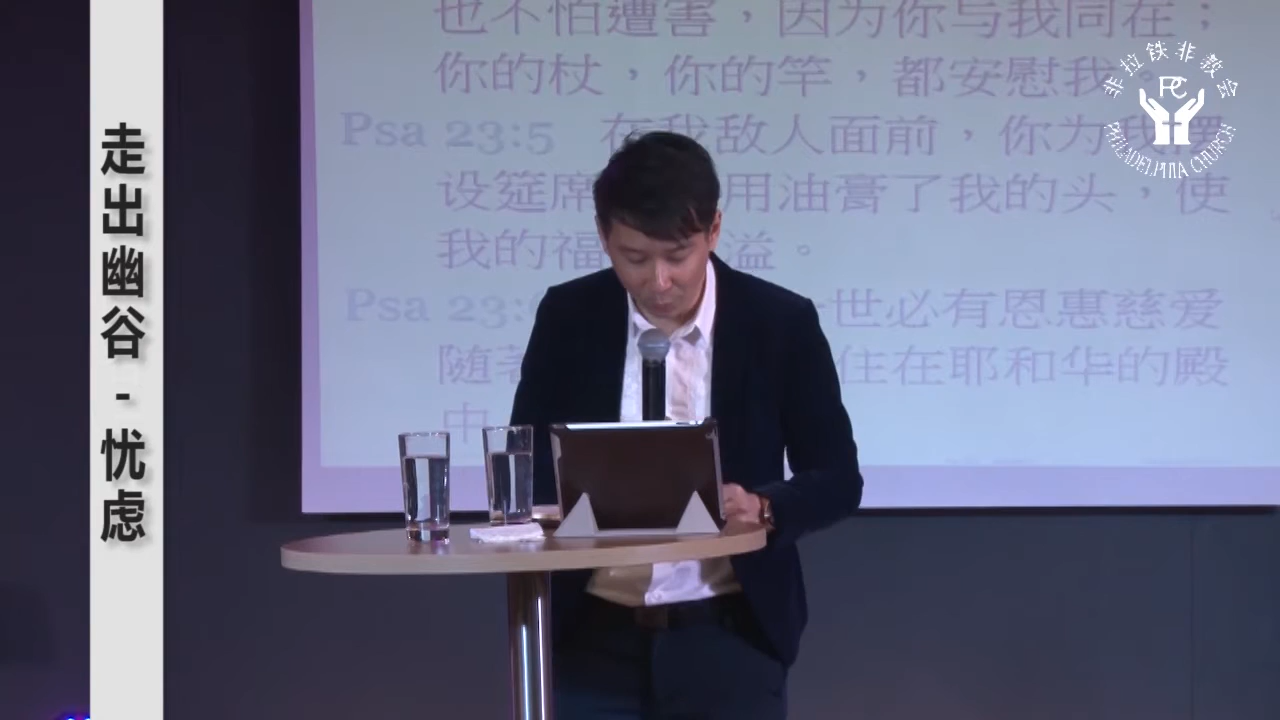 走出幽谷-忧虑
也不怕遭害，因为你与我同在；
你的杖，你的竿，都安慰我。
Psa 23:5 在我敌人面前，你为我摆
设筵席 用油膏了我的头，使
我的福 溢。
Psa 23: 一世必有恩惠慈爱
随 住在耶和华的殿
中
非拉铁非教会
PC
PHILADELPHIA CHURCH